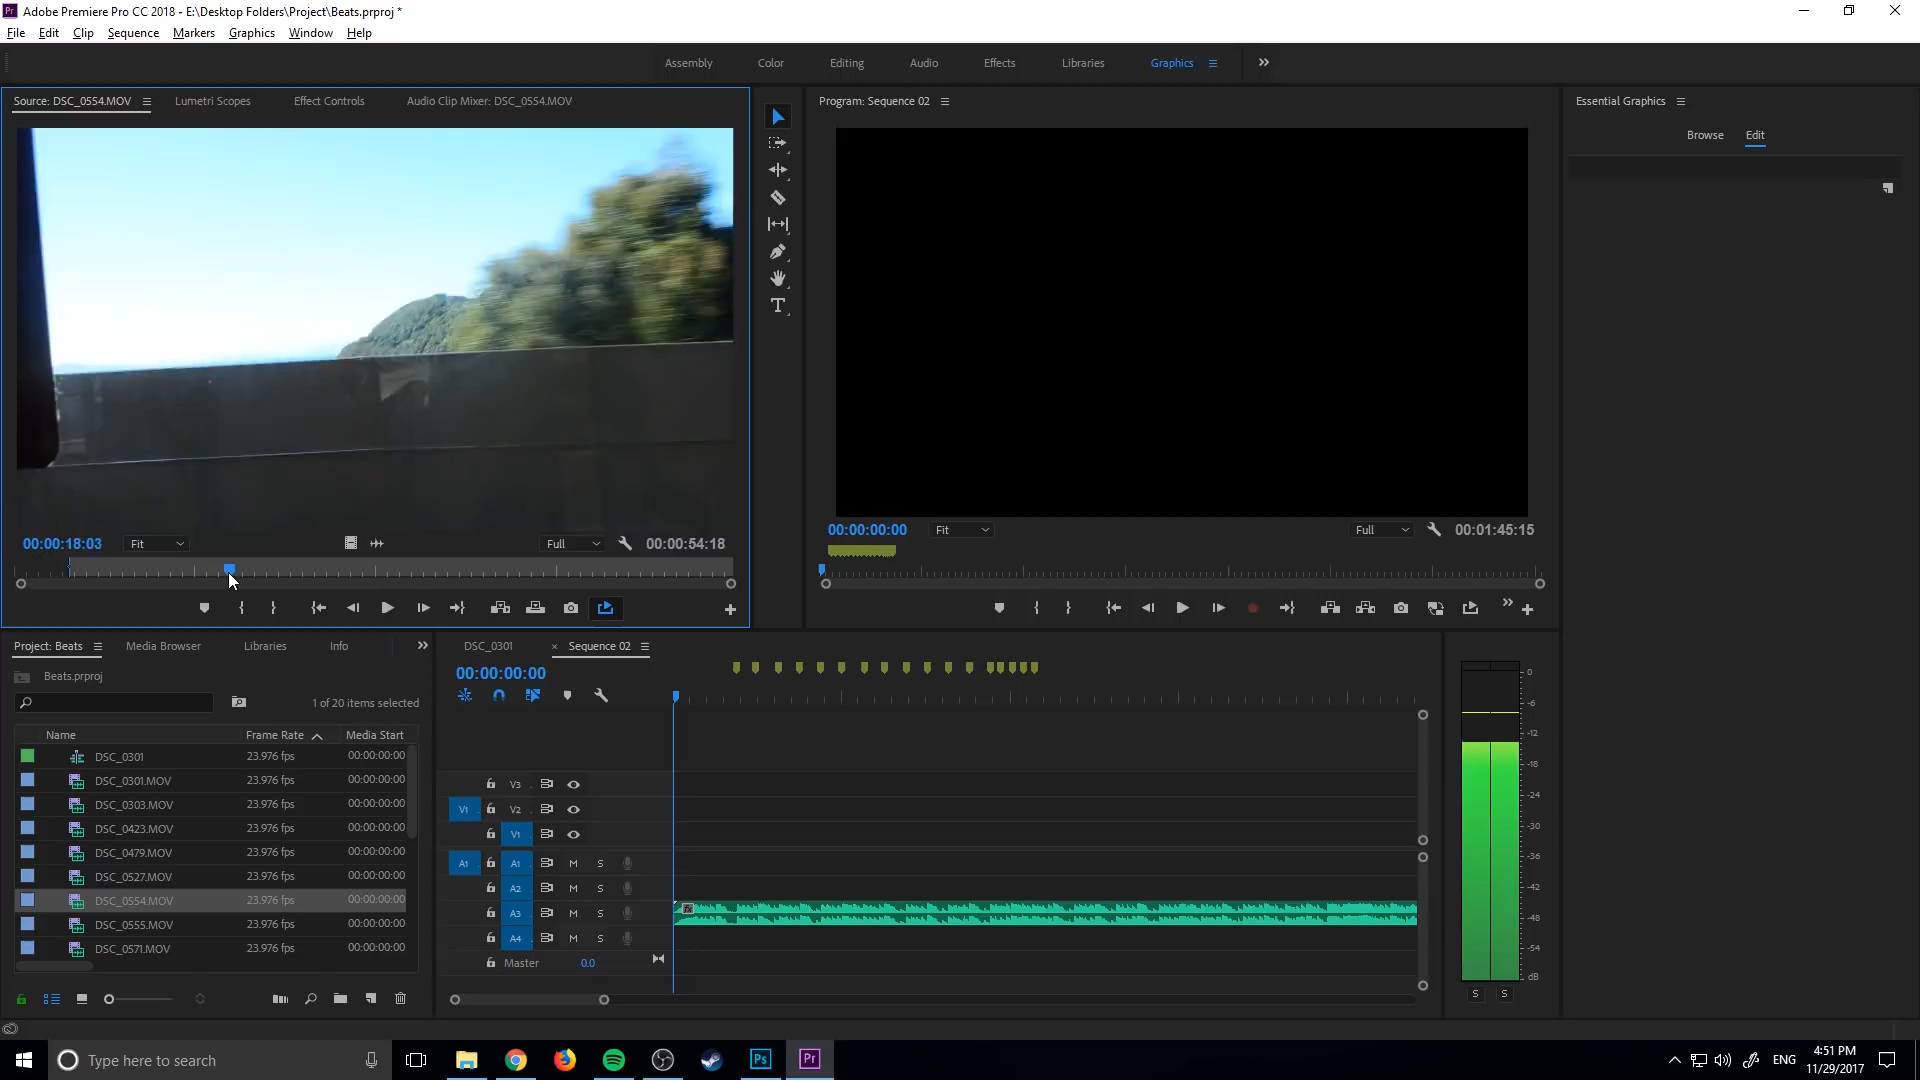 Pr Adobe Premiere Pro CC 2018 - E:\Desktop Folders\Project\Beats.prproj *
File Edit Clip Sequence Markers Graphics Window Help
Assembly Color Editing Audio Effects Libraries Graphics
Source: DSC_0554.MOV Lumetri Scopes Effect Controls Audio Clip Mixer: DSC_0554.MOV
Program: Sequence 02
Essential Graphics
Browse Edit
00:00:18:03 Fit Full 00:00:54:18
00:00:00:00 Fit Full 00:01:45:15
Project: Beats Media Browser Libraries Info
Beats.prproj
1 of 20 items selected
Name Frame Rate Media Start
DSC_0301 23.976 fps 00:00:00:00
DSC_0301.MOV 23.976 fps 00:00:00:00
DSC_0303.MOV 23.976 fps 00:00:00:00
DSC_0423.MOV 23.976 fps 00:00:00:00
DSC_0479.MOV 23.976 fps 00:00:00:00
DSC_0527.MOV 23.976 fps 00:00:00:00
DSC_0554.MOV 23.976 fps 00:00:00:00
DSC_0555.MOV 23.976 fps 00:00:00:00
DSC_0571.MOV 23.976 fps 00:00:00:00
DSC_0301 × Sequence 02
00:00:00:00
V3
V1 V2
V1
A1 A1 M S
A2 M S
A3 M S
fx
A4 M S
Master 0.0
0
-6
-12
-18
-24
-30
-36
-42
-48
-54
dB
S S
Type here to search
Ps Pr
ENG
4:51 PM
11/29/2017